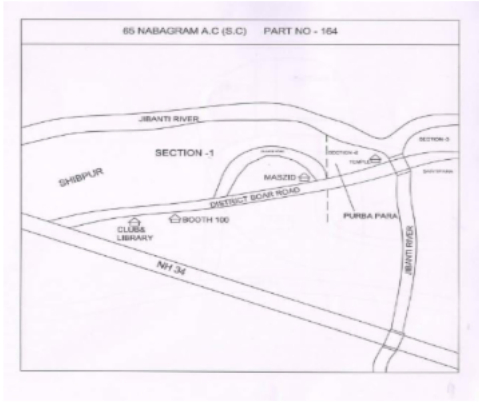 65 NABAGRAM A.C (S.C) PART NO - 164
JIBANTI RIVER
SECTION -1
SHIBPUR
SECTION-2
TEMPLE
SECTION-3
MASZID
DISTRICT BOAR ROAD
PURBA PARA
CLUB&
LIBRARY
BOOTH 100
NH 34
JIBANTI RIVER